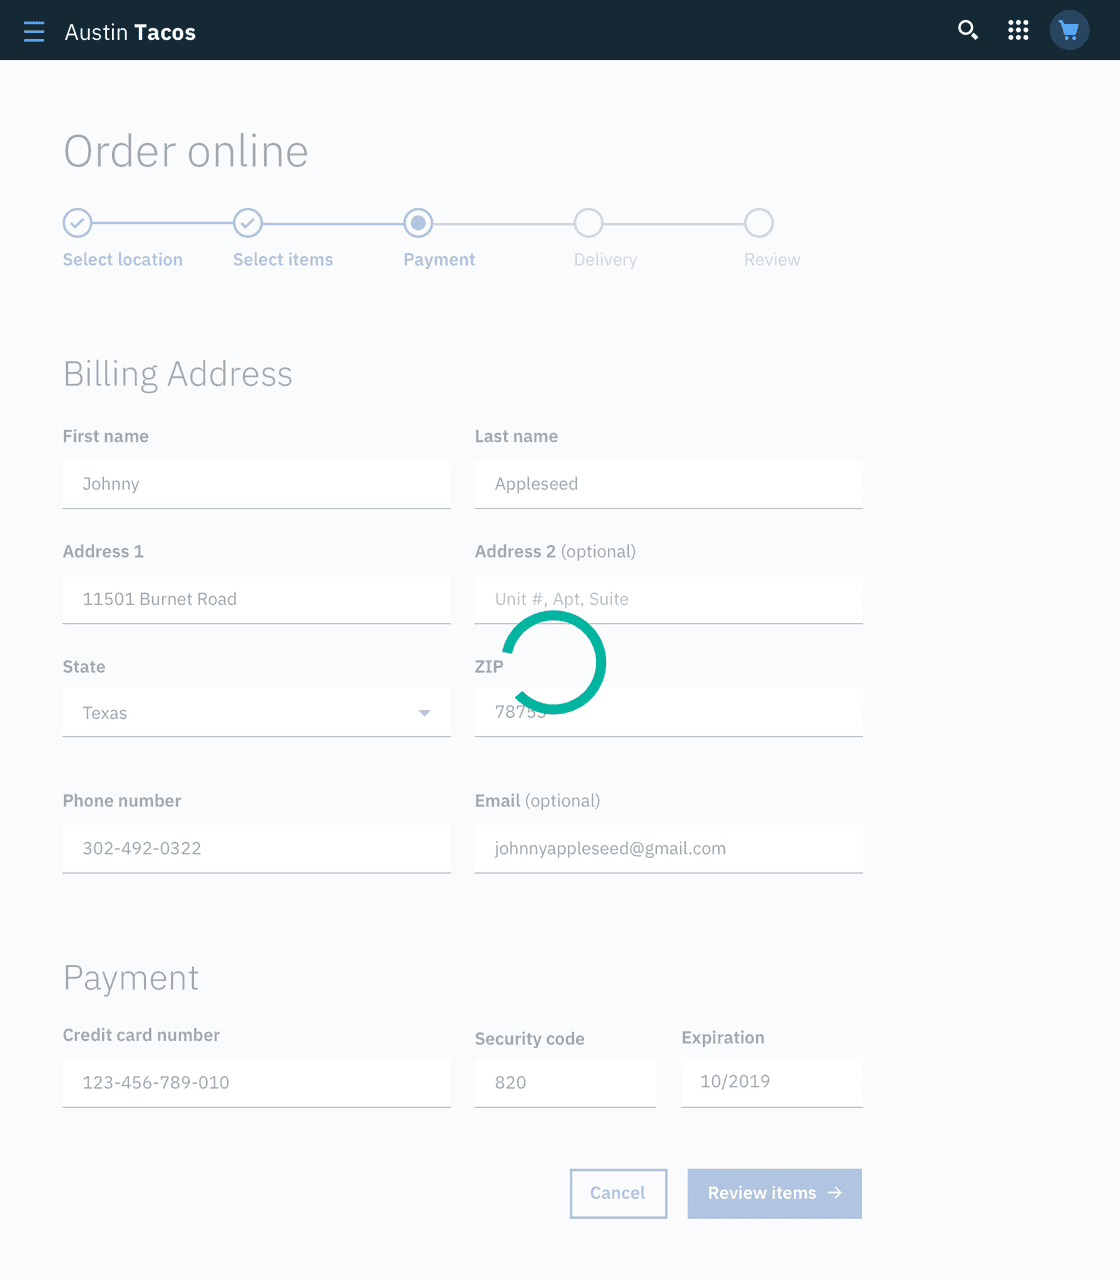 Austin Tacos
Order online
Select location Select items Payment Delivery Review
Billing Address
First name Last name
Johnny Appleseed
Address 1 Address 2 (optional)
11501 Burnet Road Unit #, Apt, Suite
State ZIP
Texas
Phone number Email (optional)
302-492-0322 johnnyappleseed@gmail.com
Payment
Credit card number Security code Expiration
123-456-789-010 820 10/2019
Cancel Review items →